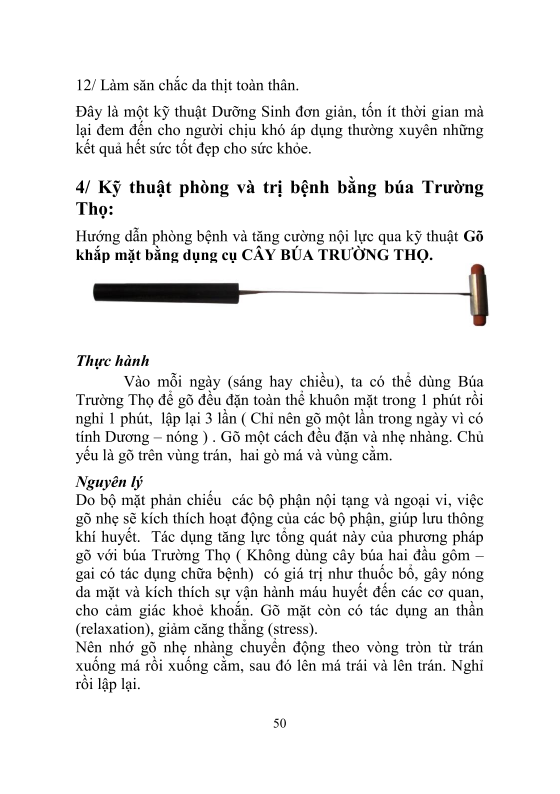 12/ Làm săn chắc da thịt toàn thân.
Đây là một kỹ thuật Dưỡng Sinh đơn giản, tốn ít thời gian mà
lại đem đến cho người chịu khó áp dụng thường xuyên những
kết quả hết sức tốt đẹp cho sức khỏe.
4/ Kỹ thuật phòng và trị bệnh bằng búa Trường
Thọ:
Hướng dẫn phòng bệnh và tăng cường nội lực qua kỹ thuật Gõ
khắp mặt bằng dụng cụ CÂY BÚA TRƯỜNG THỌ.
Thực hành
Vào mỗi ngày (sáng hay chiều), ta có thể dùng Búa
Trường Thọ để gõ đều đặn toàn thể khuôn mặt trong 1 phút rồi
nghỉ 1 phút, lập lại 3 lần ( Chỉ nên gõ một lần trong ngày vì có
tính Dương – nóng ) . Gõ một cách đều đặn và nhẹ nhàng. Chủ
yếu là gõ trên vùng trán, hai gò má và vùng cằm.
Nguyên lý
Do bộ mặt phản chiếu các bộ phận nội tạng và ngoại vi, việc
gõ nhẹ sẽ kích thích hoạt động của các bộ phận, giúp lưu thông
khí huyết. Tác dụng tăng lực tổng quát này của phương pháp
gõ với búa Trường Thọ ( Không dùng cây búa hai đầu gôm –
gai có tác dụng chữa bệnh) có giá trị như thuốc bổ, gây nóng
da mặt và kích thích sự vận hành máu huyết đến các cơ quan,
cho cảm giác khoẻ khoắn. Gõ mặt còn có tác dụng an thần
(relaxation), giảm căng thẳng (stress).
Nên nhớ gõ nhẹ nhàng chuyển động theo vòng tròn từ trán
xuống má rồi xuống cằm, sau đó lên má trái và lên trán. Nghỉ
rồi lập lại.
50